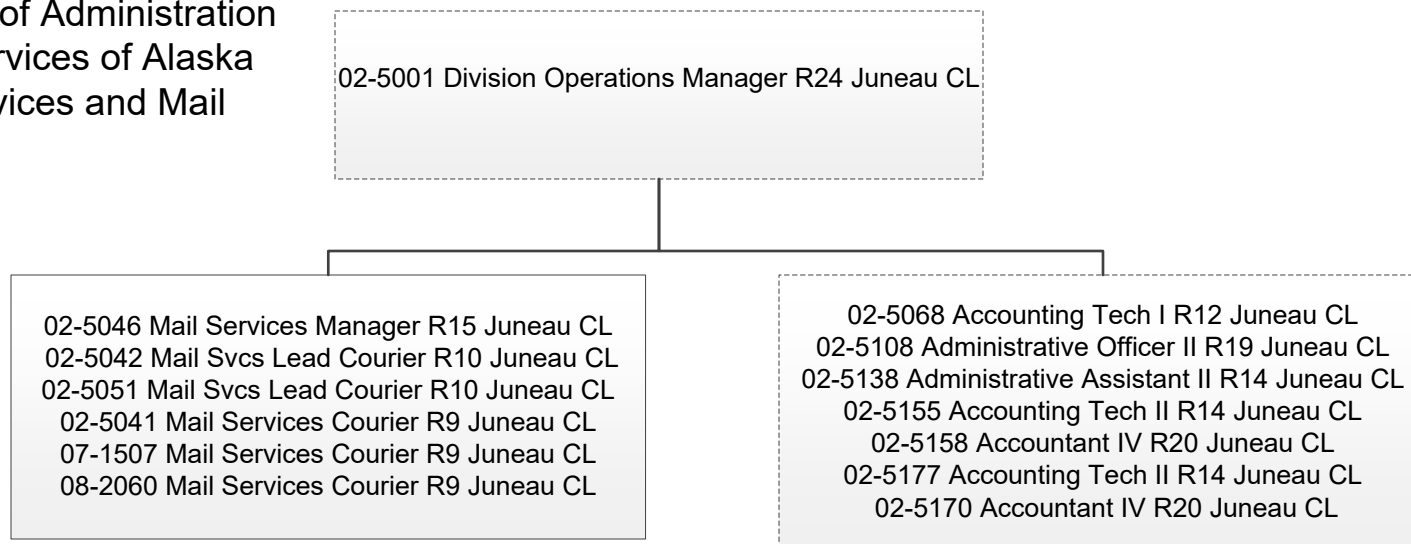 of Administration
rvices of Alaska
vices and Mail
02-5001 Division Operations Manager R24 Juneau CL
02-5046 Mail Services Manager R15 Juneau CL
02-5042 Mail Svcs Lead Courier R10 Juneau CL
02-5051 Mail Svcs Lead Courier R10 Juneau CL
02-5041 Mail Services Courier R9 Juneau CL
07-1507 Mail Services Courier R9 Juneau CL
08-2060 Mail Services Courier R9 Juneau CL
02-5068 Accounting Tech I R12 Juneau CL
02-5108 Administrative Officer II R19 Juneau CL
02-5138 Administrative Assistant II R14 Juneau CL
02-5155 Accounting Tech II R14 Juneau CL
02-5158 Accountant IV R20 Juneau CL
02-5177 Accounting Tech II R14 Juneau CL
02-5170 Accountant IV R20 Juneau CL